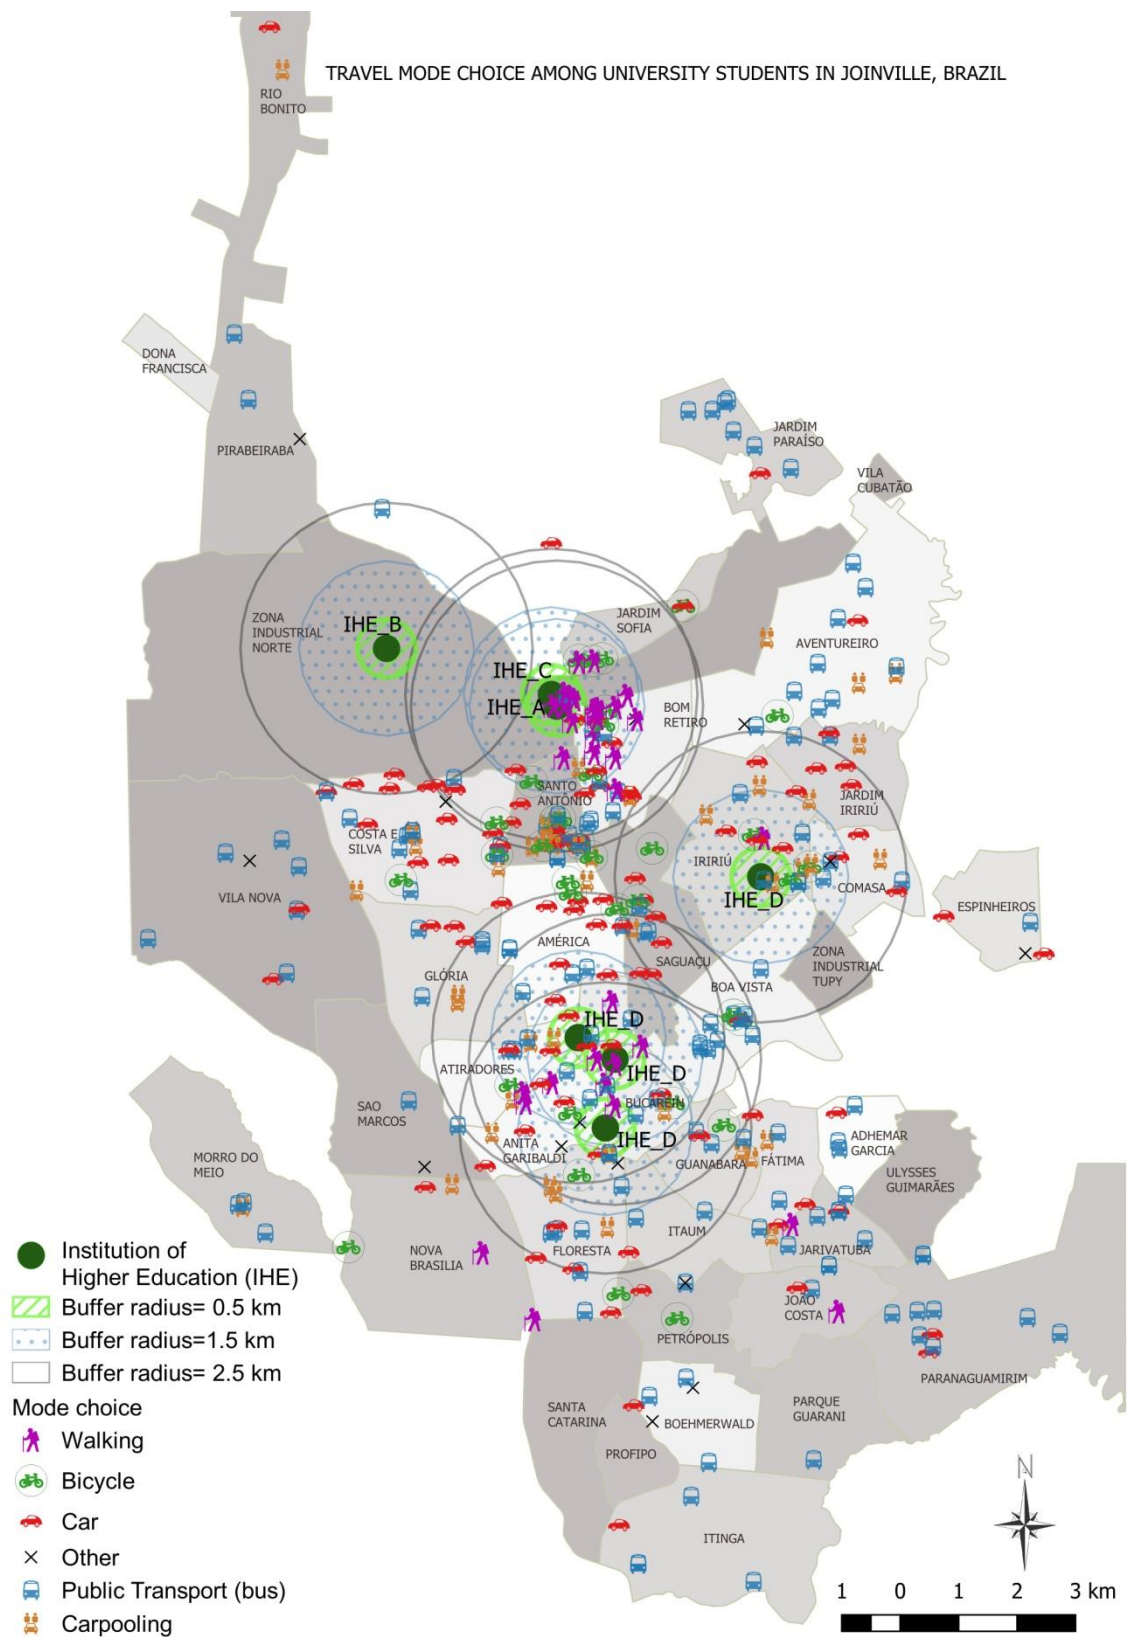 TRAVEL MODE CHOICE AMONG UNIVERSITY STUDENTS IN JOINVILLE, BRAZIL
RIO
BONITO
DONA
FRANCISCA
PIRABEIRABA
JARDIM
PARAÍSO
VILA
CUBATÃO
ZONA
INDUSTRIAL
NORTE
IHE_B
JARDIM
SOFIA
AVENTUREIRO
IHE_C
IHE_A
BOM
RETIRO
SANTO
ANTÔNIO
JARDIM
IRIRIÚ
COSTA E
SILVA
IRIRIÚ
COMASA
VILA NOVA
IHE_D
ESPINHEIROS
AMÉRICA
SAGUAÇU
ZONA
INDUSTRIAL
TUPY
GLÓRIA
BOA VISTA
IHE_D
ATIRADORES
IHE_D
BUCAREIN
SAO
MARCOS
IHE_D
ANITA
GARIBALDI
GUANABARA
FÁTIMA
ADHEMAR
GARCIA
ULYSSES
GUIMARÃES
MORRO DO
MEIO
ITAUM
NOVA
BRASILIA
FLORESTA
JARIVATUBA
JOÃO
COSTA
PETRÓPOLIS
PARANAGUAMIRIM
SANTA
CATARINA
PARQUE
GUARANI
BOEHMERWALD
PROFIPO
ITINGA
Institution of
Higher Education (IHE)
Buffer radius= 0.5 km
Buffer radius=1.5 km
Buffer radius= 2.5 km
Mode choice
Walking
Bicycle
Car
Other
Public Transport (bus)
Carpooling
N
1 0 1 2 3 km